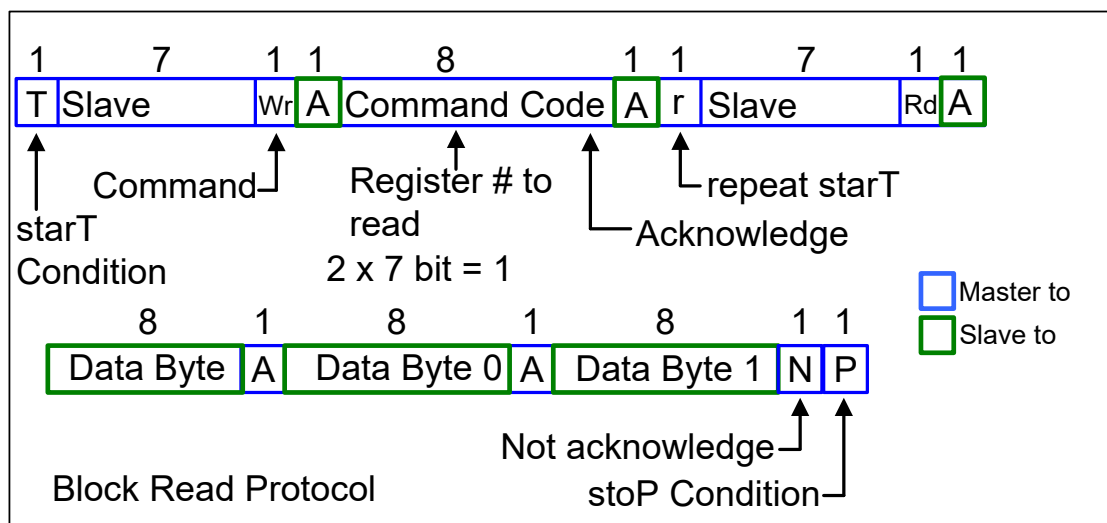 1 7 1 1 8 1 1 7 1 1
T Slave Wr A Command Code A r Slave Rd A
Command
Register # to
read
repeat starT
starT
Condition
Acknowledge
2 x 7 bit = 1
Master to
Slave to
8 1 8 1 8 1 1
Data Byte A Data Byte 0 A Data Byte 1 N P
Not acknowledge
stoP Condition
Block Read Protocol